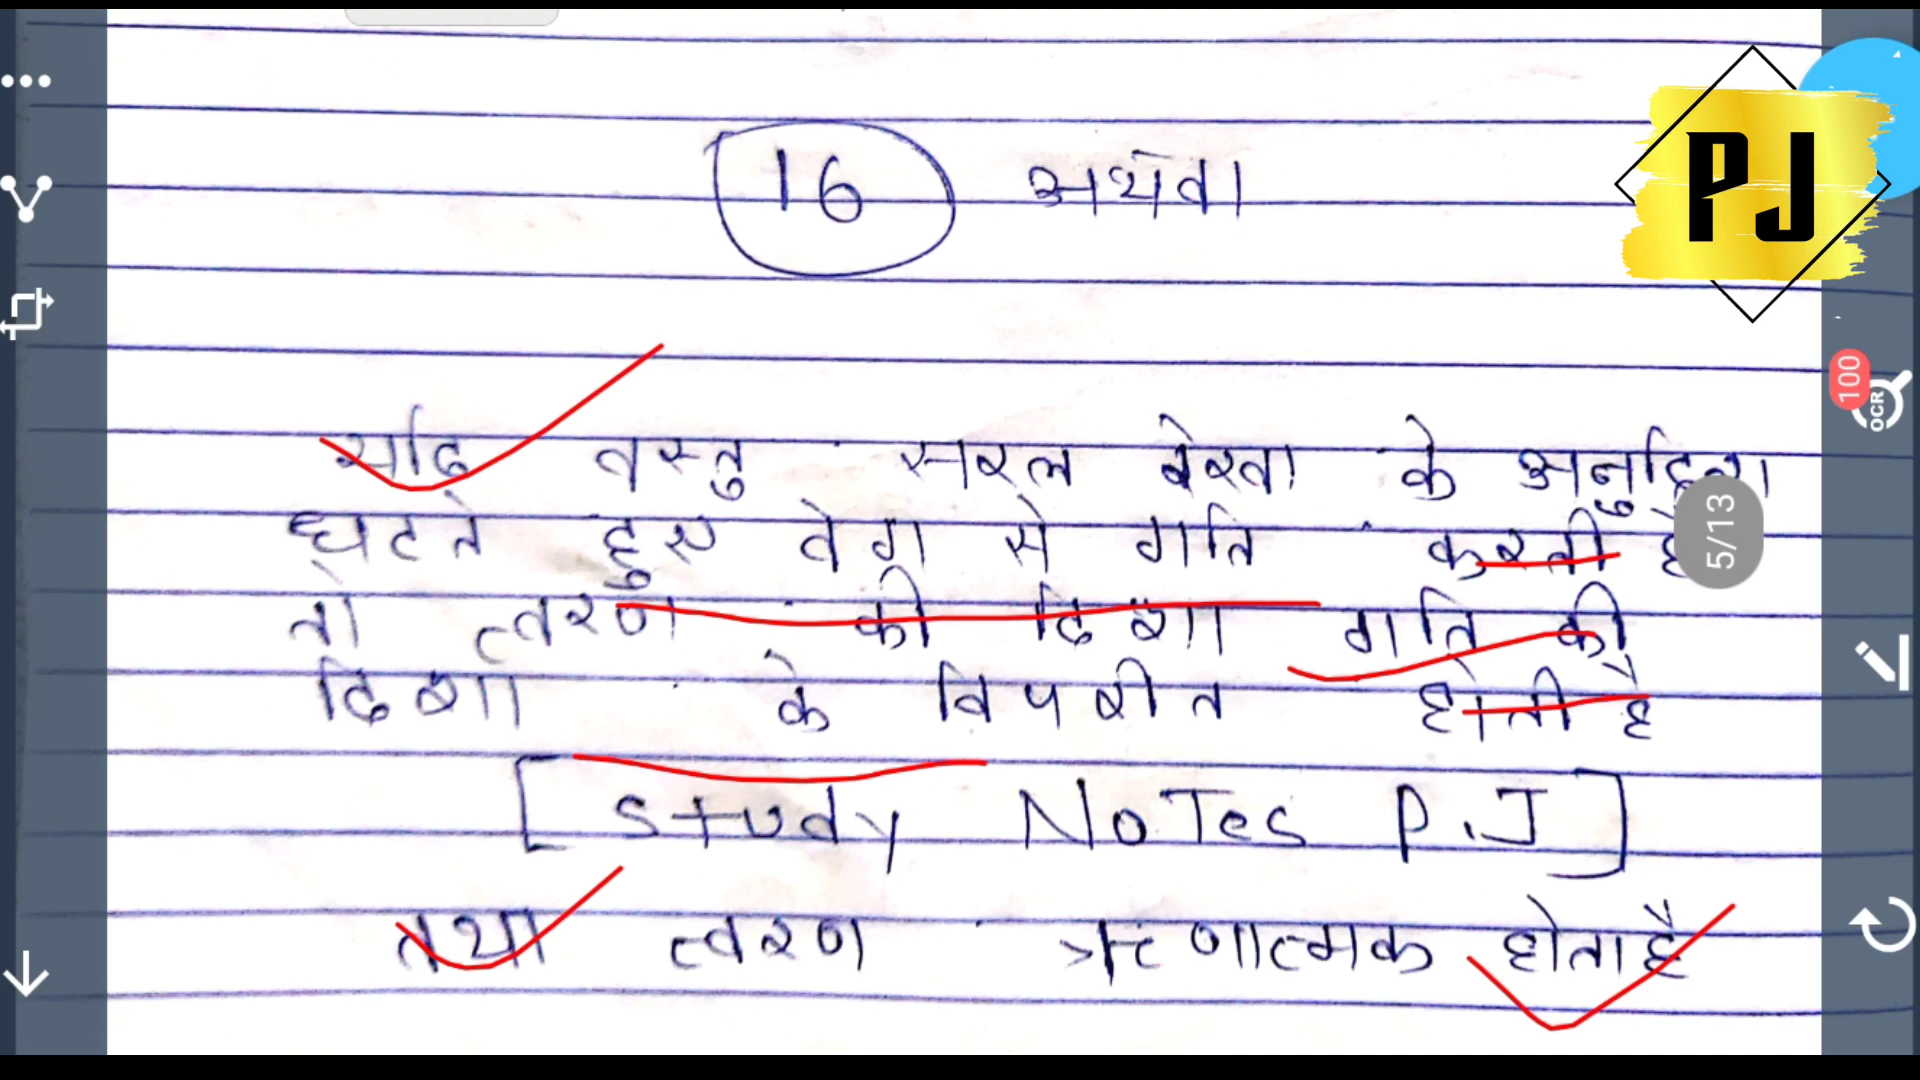 16 अथवा
PJ
यदि वस्तु सरल रेखा के अनुदिश
घटते हुए वेग से गति करती है
तो त्वरण की दिशा गति की
दिशा के विपरीत होती है
[Study NoTes P.J]
तथा त्वरण ऋणात्मक होता है
100
OCR
5/13